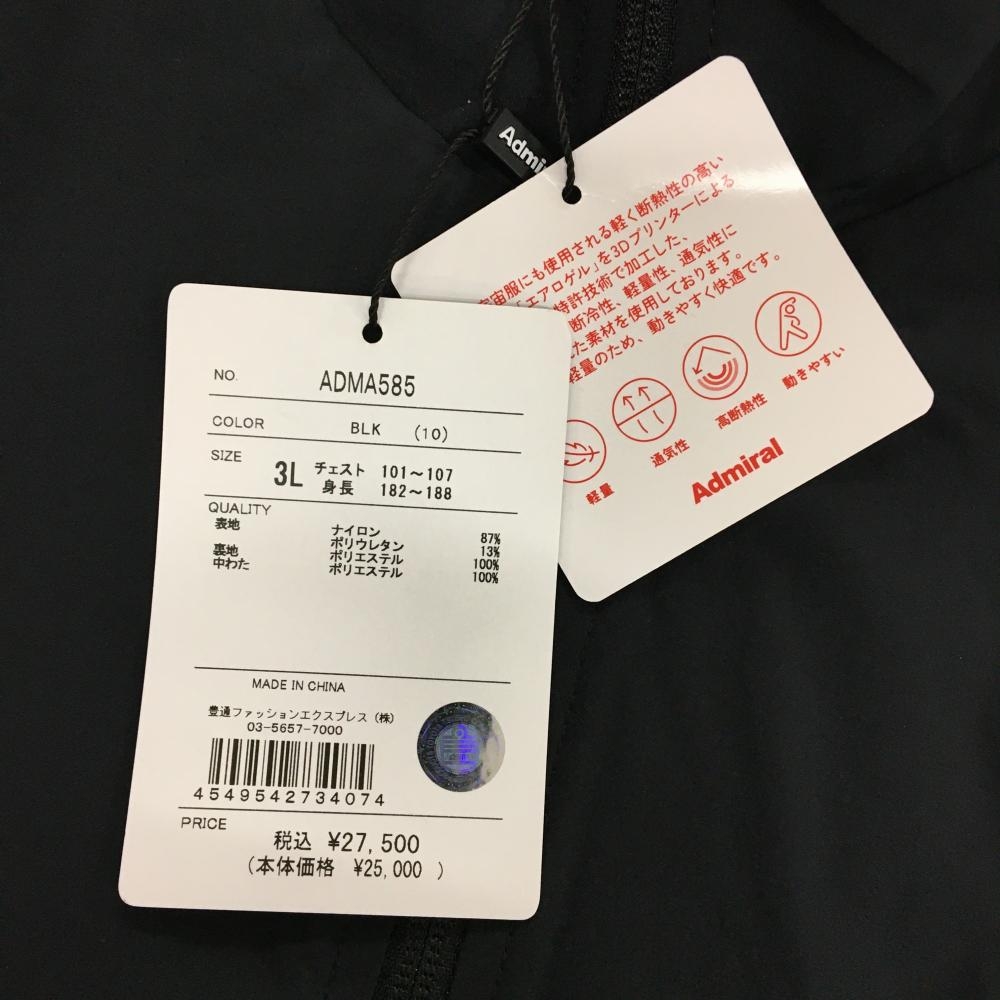 Admi
宇宙服にも使用される軽く断熱性の高い
「エアロゲル」を3Dプリンターによる
特許技術で加工した、
断冷性、軽量性、通気性に
た素材を使用しております。
軽量のため、動きやすく快適です。
軽量
通気性
高断熱性
動きやすい
Admiral
NO. ADMA585
COLOR BLK (10)
SIZE 3L チェスト 101~107
身長 182~188
QUALITY
表地 ナイロン 87%
ポリウレタン 13%
裏地 ポリエステル 100%
中わた ポリエステル 100%
MADE IN CHINA
豊通ファッションエクスプレス(株)
03-5657-7000
4549542734074
PRICE
税込 ¥27,500
(本体価格 ¥25,000 )